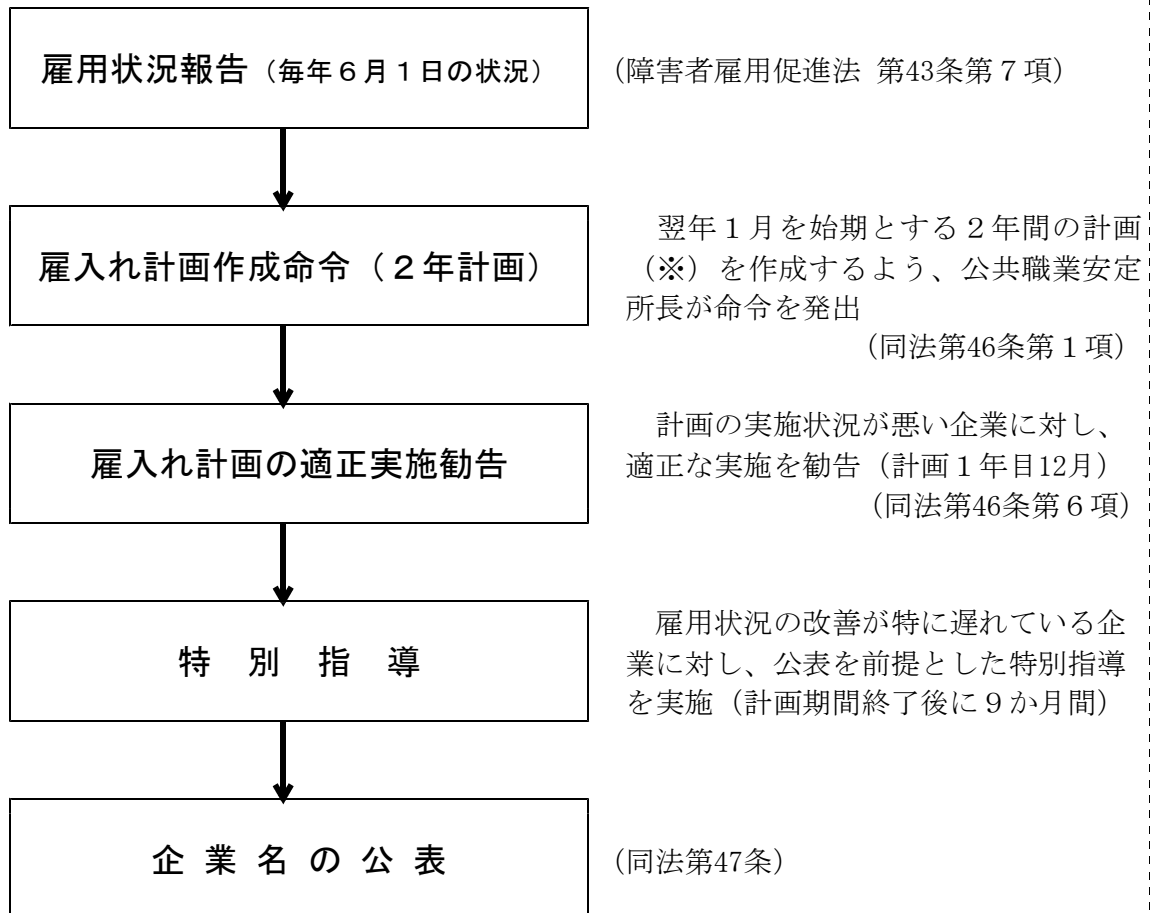 雇用状況報告（毎年６月１日の状況）
（障害者雇用促進法 第43条第７項）
雇入れ計画作成命令（２年計画）
翌年１月を始期とする２年間の計画
（※）を作成するよう、公共職業安定
所長が命令を発出
（同法第46条第１項）
雇入れ計画の適正実施勧告
計画の実施状況が悪い企業に対し、
適正な実施を勧告（計画１年目12月）
（同法第46条第６項）
特　別　指　導
雇用状況の改善が特に遅れている企
業に対し、公表を前提とした特別指導
を実施（計画期間終了後に９か月間）
企 業 名 の 公 表
（同法第47条）